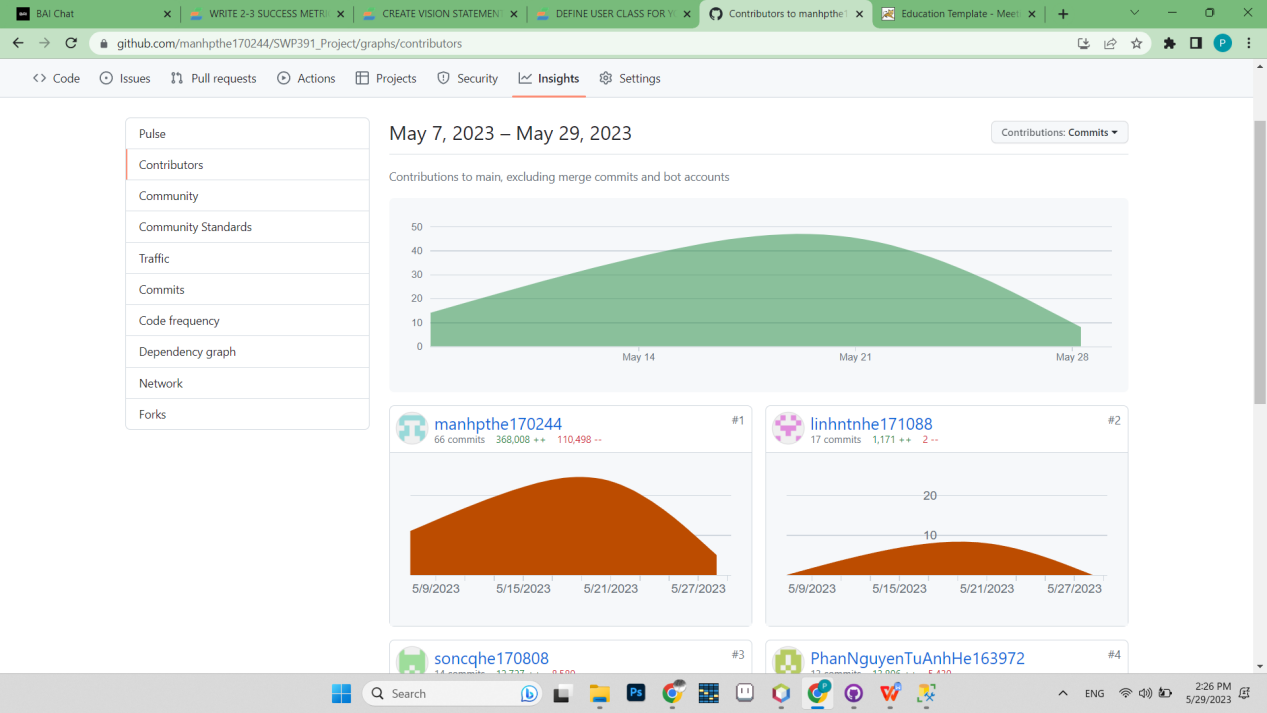 BAI Chat
WRITE 2-3 SUCCESS METRI
CREATE VISION STATEMENT
DEFINE USER CLASS FOR YO
Contributors to manhpthe1
Education Template - Meeti
github.com/manhpthe170244/SWP391_Project/graphs/contributors
P
Code Issues Pull requests Actions Projects Security Insights Settings
Pulse
Contributors
Community
Community Standards
Traffic
Commits
Code frequency
Dependency graph
Network
Forks
May 7, 2023 – May 29, 2023
Contributions: Commits
Contributions to main, excluding merge commits and bot accounts
50
40
30
20
10
0
May 14 May 21 May 28
manhpthe170244 #1
66 commits 368,008 ++ 110,498 --
5/9/2023 5/15/2023 5/21/2023 5/27/2023
linhntnhe171088 #2
17 commits 1,171 ++ 2 --
20
10
5/9/2023 5/15/2023 5/21/2023 5/27/2023
soncqhe170808 #3
PhanNguyenTuAnhHe163972 #4
Search
Ps
ENG
2:26 PM
5/29/2023